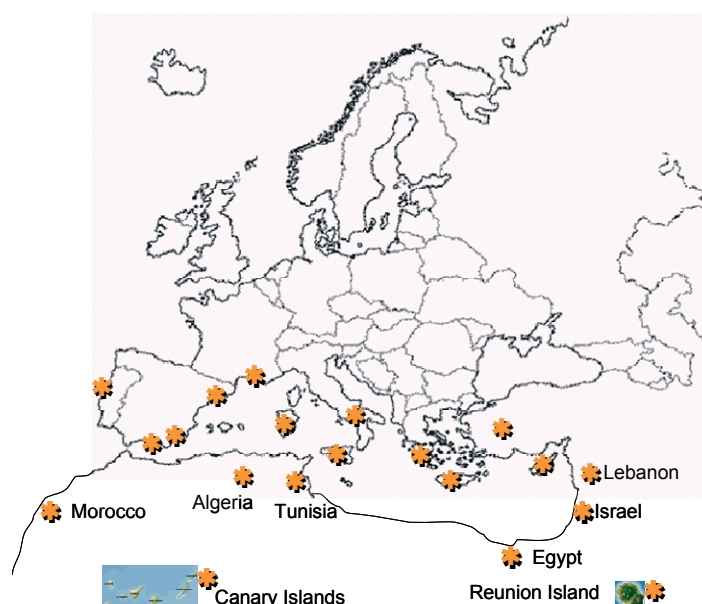 Lebanon
Algeria
Morocco
Tunisia
Israel
Egypt
Reunion Island
Canary Islands